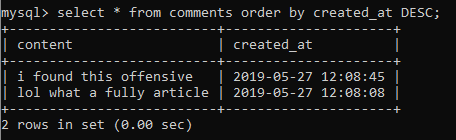 mysql> select * from comments order by created_at DESC;
+------------------------+---------------------+
| content                | created_at          |
+------------------------+---------------------+
| i found this offensive | 2019-05-27 12:08:45 |
| lol what a fully article | 2019-05-27 12:08:08 |
+------------------------+---------------------+
2 rows in set (0.00 sec)